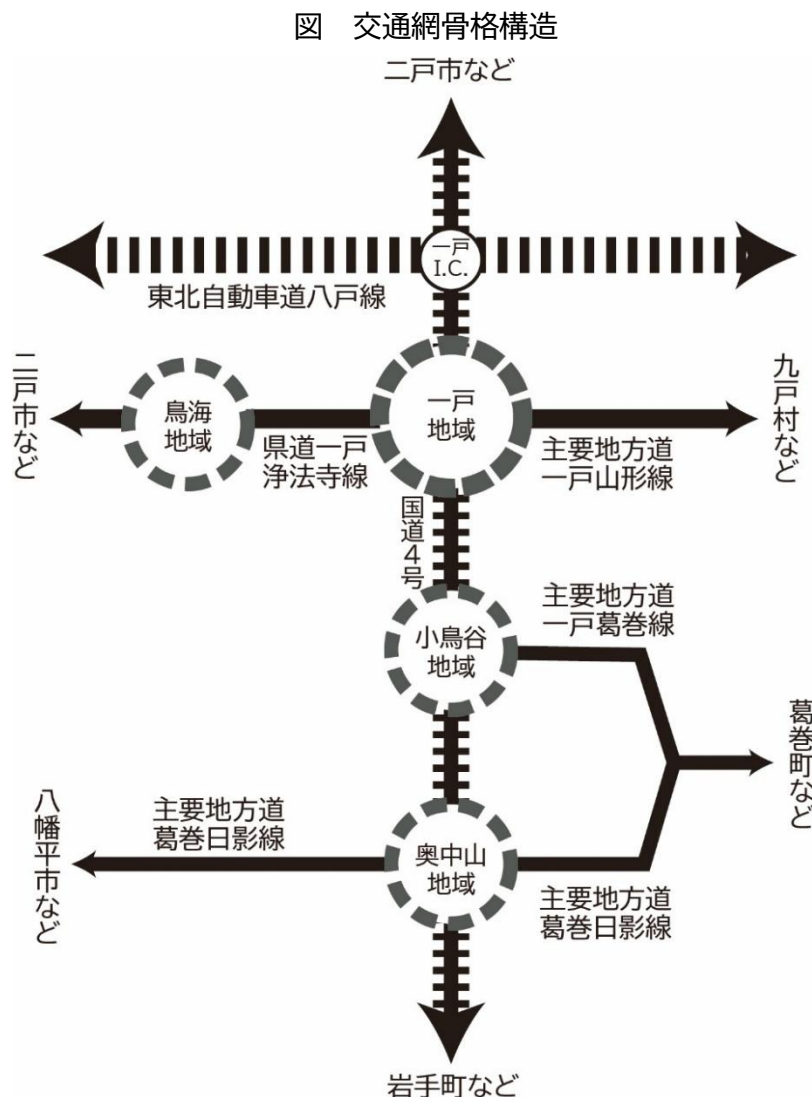 図　交通網骨格構造
二戸市など
一戸
I.C.
東北自動車道八戸線
二戸市など
鳥海
地域
県道一戸
浄法寺線
一戸
地域
主要地方道
一戸山形線
九戸村など
国道４号
小鳥谷
地域
主要地方道
一戸葛巻線
葛巻町など
八幡平市など
主要地方道
葛巻日影線
奥中山
地域
主要地方道
葛巻日影線
岩手町など